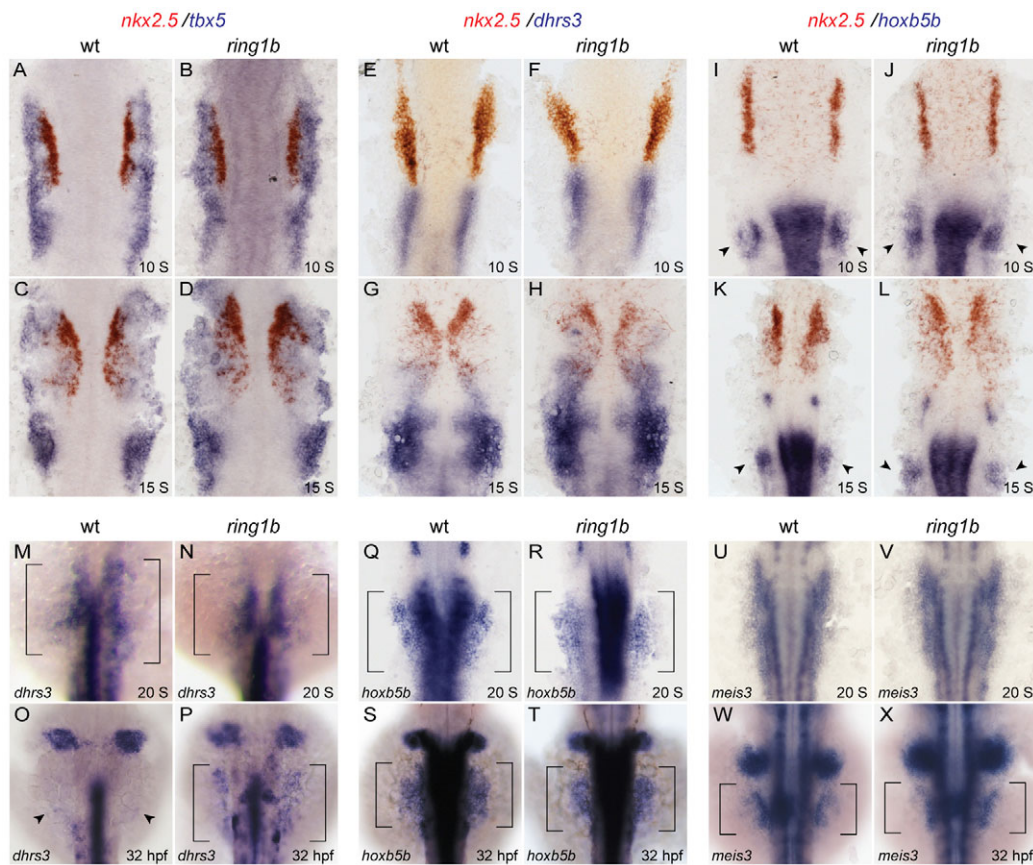 nkx2.5 /tbx5 nkx2.5 /dhrs3 nkx2.5 /hoxb5b
wt ring1b wt ring1b wt ring1b
A B E F I J
10 S 10 S 10 S 10 S 10 S 10 S
C D G H K L
15 S 15 S 15 S 15 S 15 S 15 S
wt ring1b wt ring1b wt ring1b
M N Q R U V
dhrs3 20 S dhrs3 20 S hoxb5b 20 S hoxb5b 20 S meis3 20 S meis3 20 S
O P S T W X
dhrs3 32 hpf dhrs3 32 hpf hoxb5b 32 hpf hoxb5b 32 hpf meis3 32 hpf meis3 32 hpf